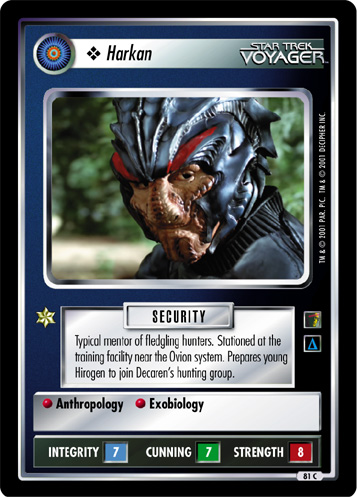 ❖ Harkan
STAR TREK
VOYAGER™
TM & © 2001 PAR. PIC. TM & © 2001 DECIPHER INC.
SECURITY
Typical mentor of fledgling hunters. Stationed at the
training facility near the Ovion system. Prepares young
Hirogen to join Decaren's hunting group.
Anthropology Exobiology
INTEGRITY 7 CUNNING 7 STRENGTH 8
81 C